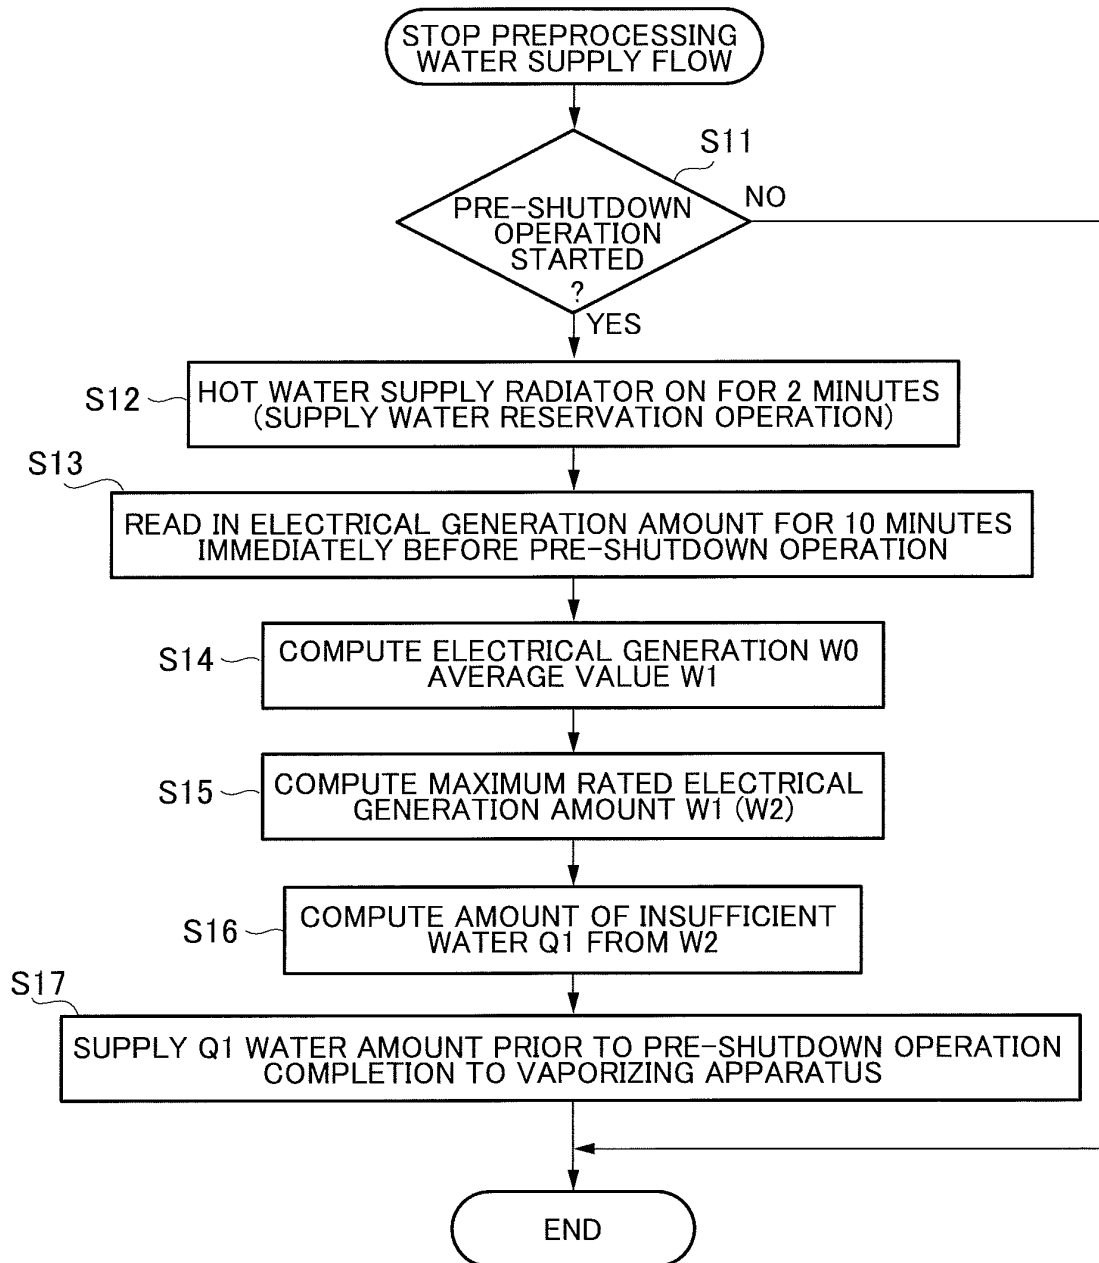 STOP PREPROCESSING
WATER SUPPLY FLOW
S11
PRE-SHUTDOWN
OPERATION
STARTED
?
NO
YES
S12
HOT WATER SUPPLY RADIATOR ON FOR 2 MINUTES
(SUPPLY WATER RESERVATION OPERATION)
S13
READ IN ELECTRICAL GENERATION AMOUNT FOR 10 MINUTES
IMMEDIATELY BEFORE PRE-SHUTDOWN OPERATION
S14
COMPUTE ELECTRICAL GENERATION W0
AVERAGE VALUE W1
S15
COMPUTE MAXIMUM RATED ELECTRICAL
GENERATION AMOUNT W1 (W2)
S16
COMPUTE AMOUNT OF INSUFFICIENT
WATER Q1 FROM W2
S17
SUPPLY Q1 WATER AMOUNT PRIOR TO PRE-SHUTDOWN OPERATION
COMPLETION TO VAPORIZING APPARATUS
END